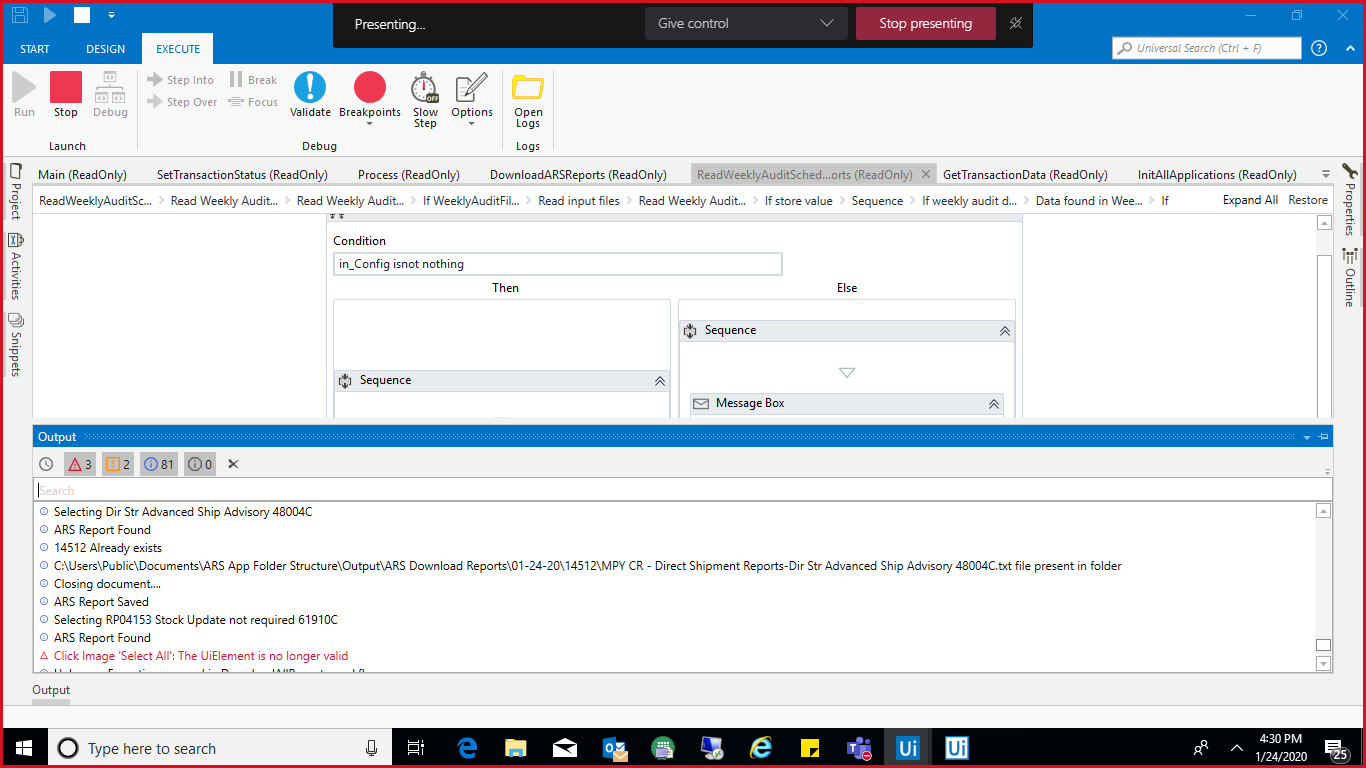 Presenting...
Give control
Stop presenting
START
DESIGN
EXECUTE
Universal Search (Ctrl + F)
?
Run
Stop
Debug
Step Into
Step Over
Break
Focus
Validate
Breakpoints
OFF
Slow
Step
Options
Open
Logs
Launch
Debug
Logs
Main (ReadOnly)
SetTransactionStatus (ReadOnly)
Process (ReadOnly)
DownloadARSReports (ReadOnly)
ReadWeeklyAuditSched...orts (ReadOnly)
GetTransactionData (ReadOnly)
InitAllApplications (ReadOnly)
ReadWeeklyAuditSc...
Read Weekly Audit...
Read Weekly Audit...
If WeeklyAuditFil...
Read input files
Read Weekly Audit...
If store value
Sequence
If weekly audit d...
Data found in Wee...
If
Expand All
Restore
Project
Activities
Snippets
Properties
Outline
Condition
in_Config isnot nothing
Then
Else
Sequence
Sequence
Message Box
Output
3
2
81
0
Search
Selecting Dir Str Advanced Ship Advisory 48004C
ARS Report Found
14512 Already exists
C:\Users\Public\Documents\ARS App Folder Structure\Output\ARS Download Reports\01-24-20\14512\MPY CR - Direct Shipment Reports-Dir Str Advanced Ship Advisory 48004C.txt file present in folder
Closing document....
ARS Report Saved
Selecting RP04153 Stock Update not required 61910C
ARS Report Found
Click Image 'Select All': The UiElement is no longer valid
Output
Type here to search
Ui
Ui
4:30 PM
1/24/2020
25